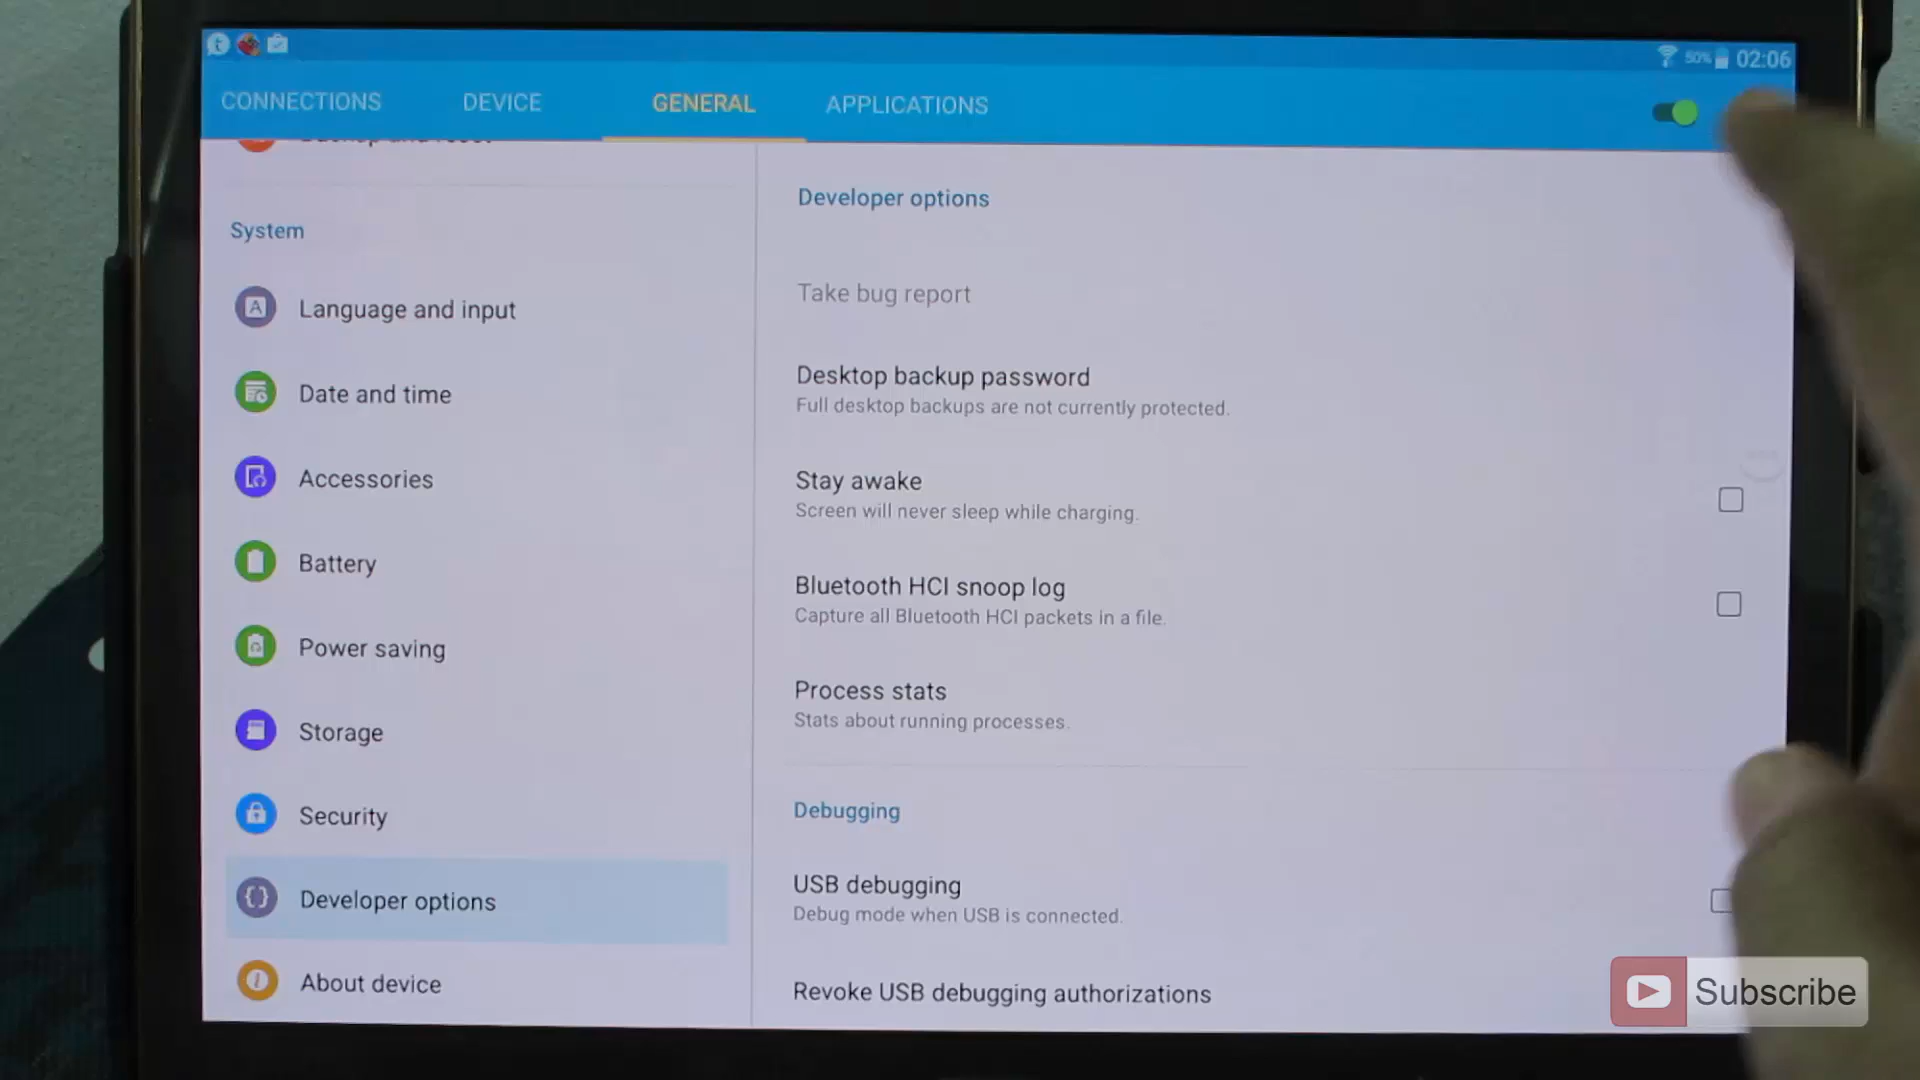 50% 02:06
CONNECTIONS DEVICE GENERAL APPLICATIONS
Backup and reset
System
Language and input
Date and time
Accessories
Battery
Power saving
Storage
Security
Developer options
About device
Developer options
Take bug report
Desktop backup password
Full desktop backups are not currently protected.
Stay awake
Screen will never sleep while charging.
Bluetooth HCI snoop log
Capture all Bluetooth HCI packets in a file.
Process stats
Stats about running processes.
Debugging
USB debugging
Debug mode when USB is connected.
Revoke USB debugging authorizations
Subscribe